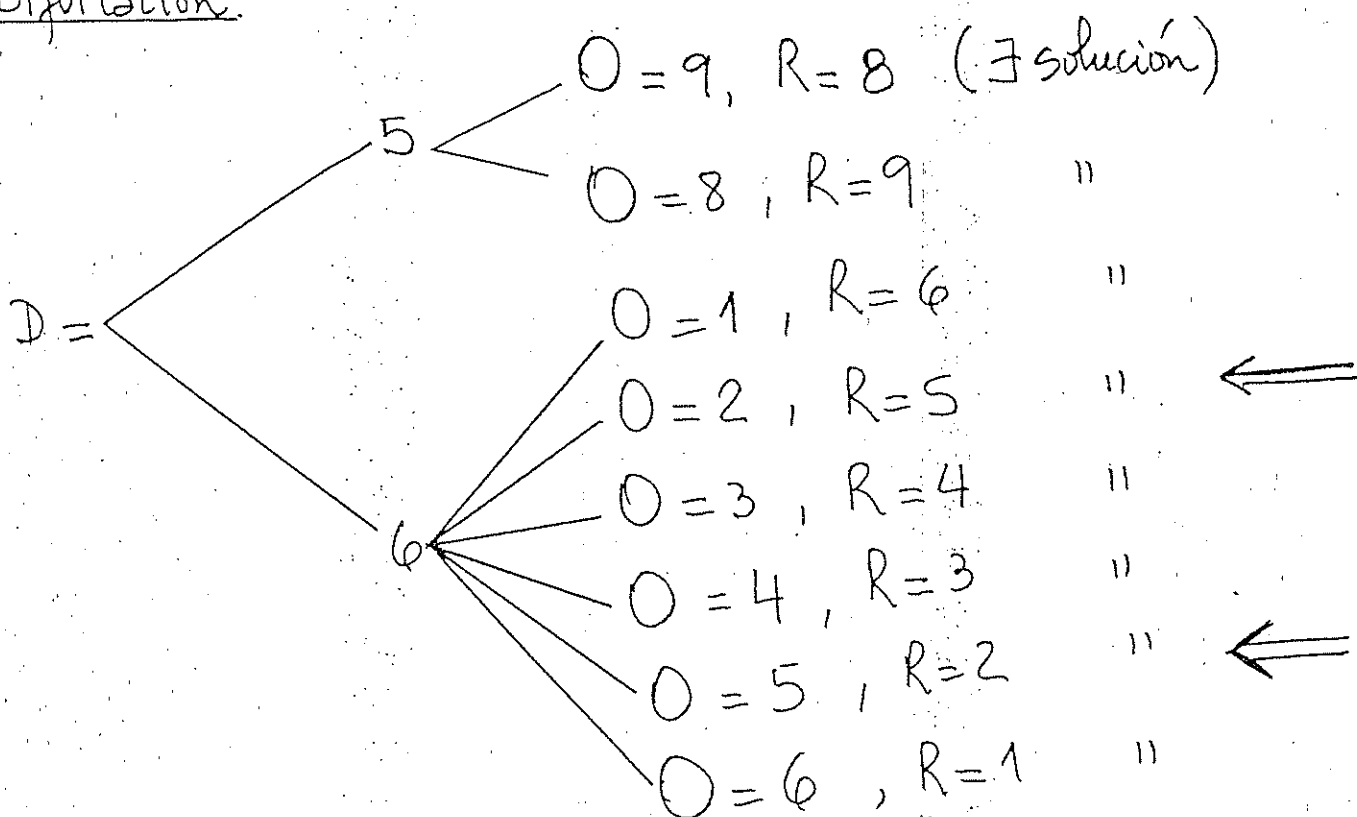 Bifurcación.
O = 9, R = 8 (∃ solución)
5
O = 8, R = 9 "
O = 1, R = 6 "
D =
O = 2, R = 5 " ⇐
O = 3, R = 4 "
6
O = 4, R = 3 "
O = 5, R = 2 " ⇐
O = 6, R = 1 "